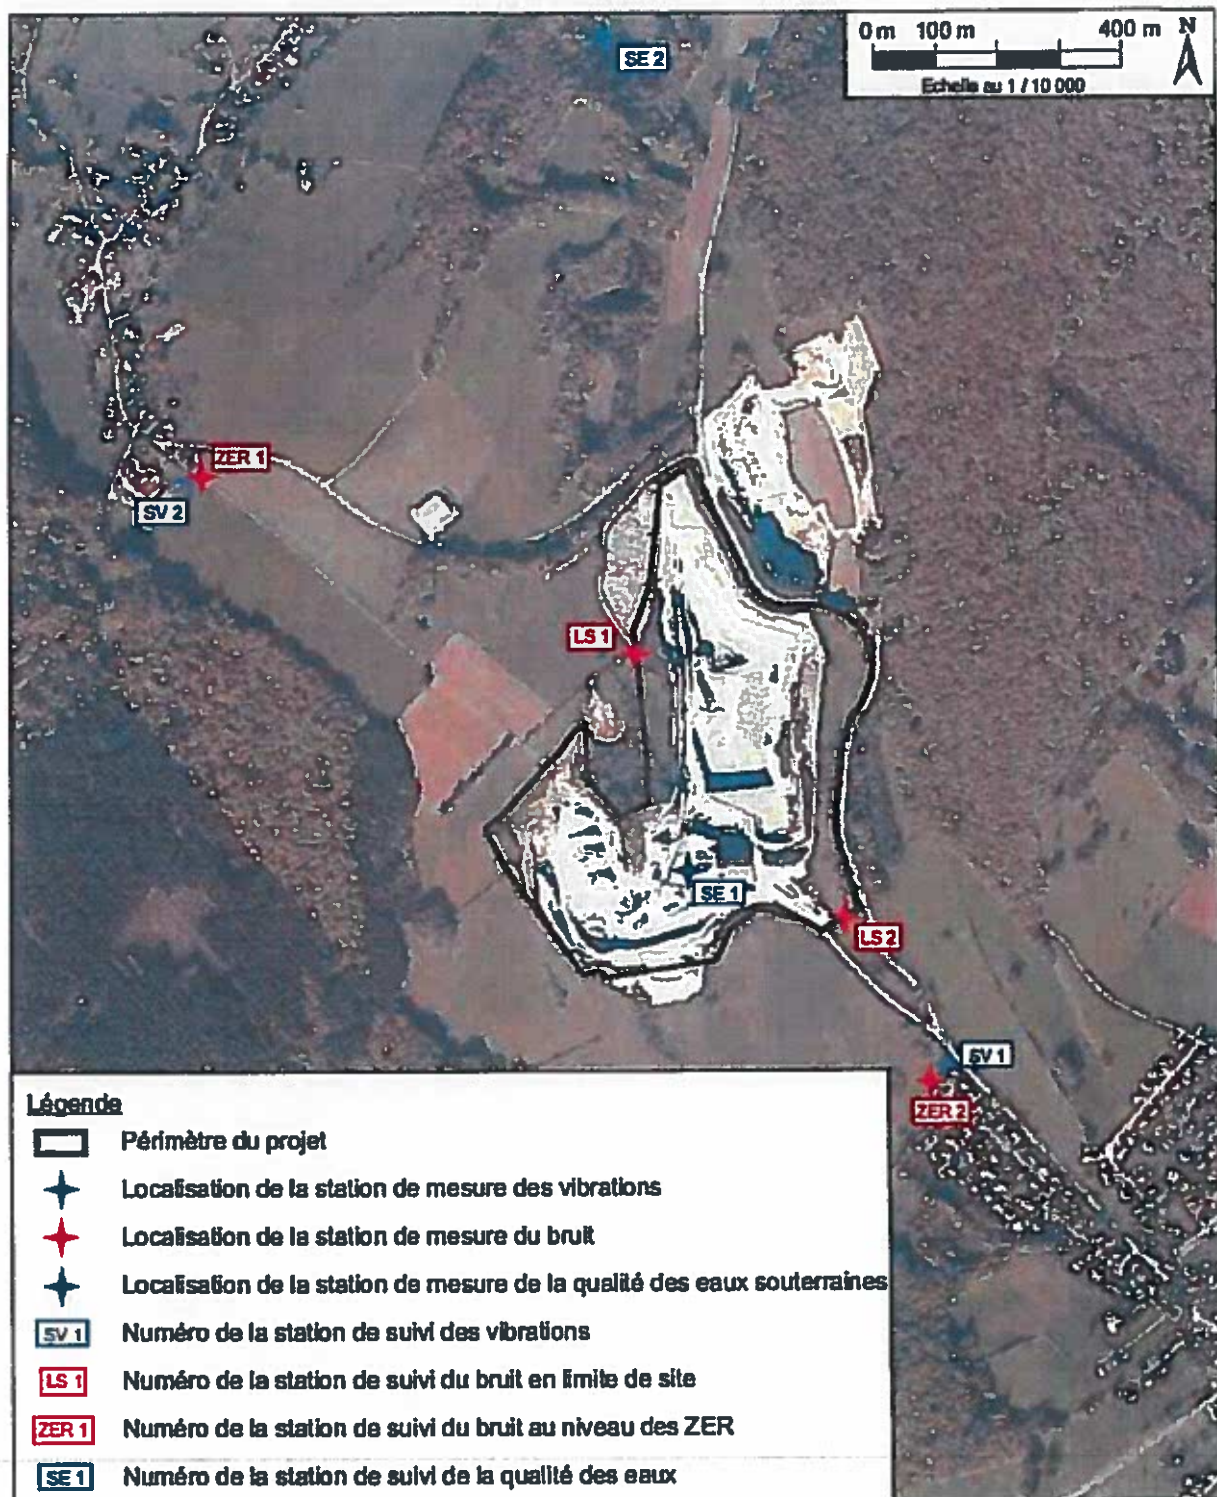 0 m 100 m 400 m N
Echelle au 1 / 10 000
SE 2
ZER 1
SV 2
LS 1
SE 1
LS 2
SV 1
ZER 2
Légende
Périmètre du projet
Localisation de la station de mesure des vibrations
Localisation de la station de mesure du bruit
Localisation de la station de mesure de la qualité des eaux souterraines
SV 1 Numéro de la station de suivi des vibrations
LS 1 Numéro de la station de suivi du bruit en limite de site
ZER 1 Numéro de la station de suivi du bruit au niveau des ZER
SE 1 Numéro de la station de suivi de la qualité des eaux